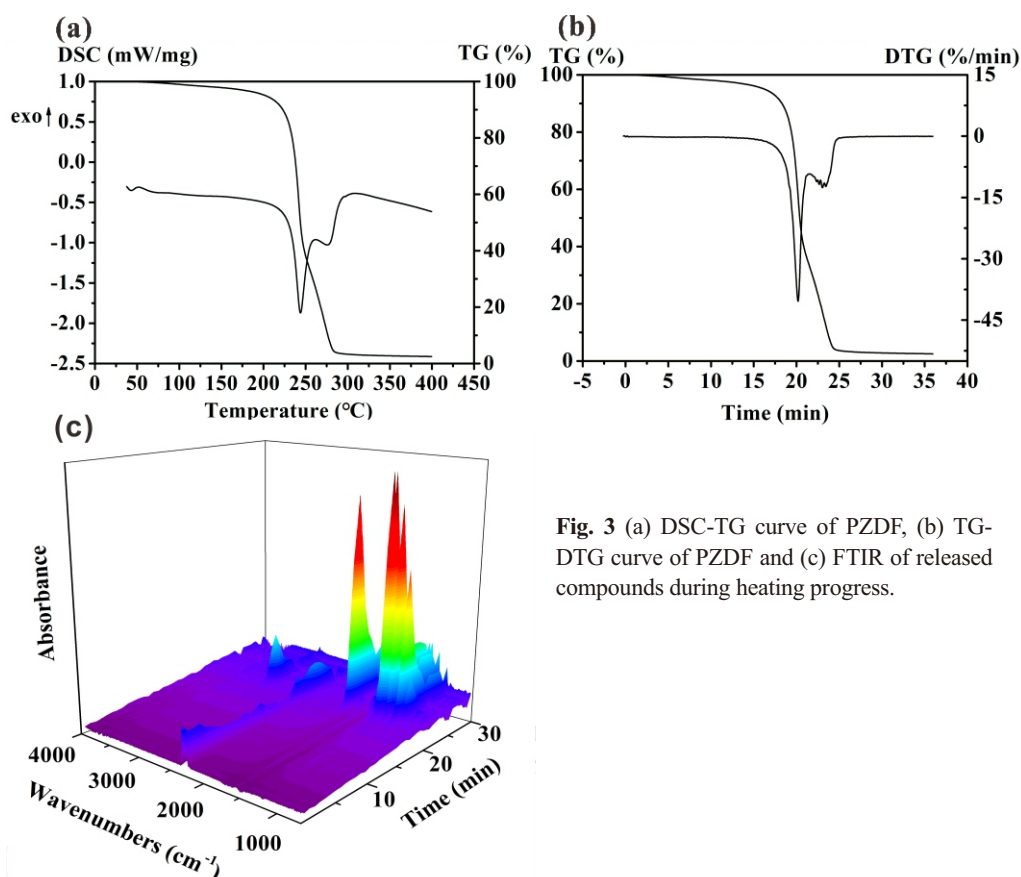 (a)
DSC (mW/mg) TG (%)
exo↑
1.0
0.5
0.0
-0.5
-1.0
-1.5
-2.0
-2.5
100
80
60
40
20
0
0 50 100 150 200 250 300 350 400 450
Temperature (°C)
(b)
TG (%) DTG (%/min)
100
80
60
40
20
0
15
0
-15
-30
-45
-5 0 5 10 15 20 25 30 35 40
Time (min)
(c)
Absorbance
4000 3000 2000 1000
Wavenumbers (cm⁻¹)
10 20 30
Time (min)
Fig. 3 (a) DSC-TG curve of PZDF, (b) TG-
DTG curve of PZDF and (c) FTIR of released
compounds during heating progress.